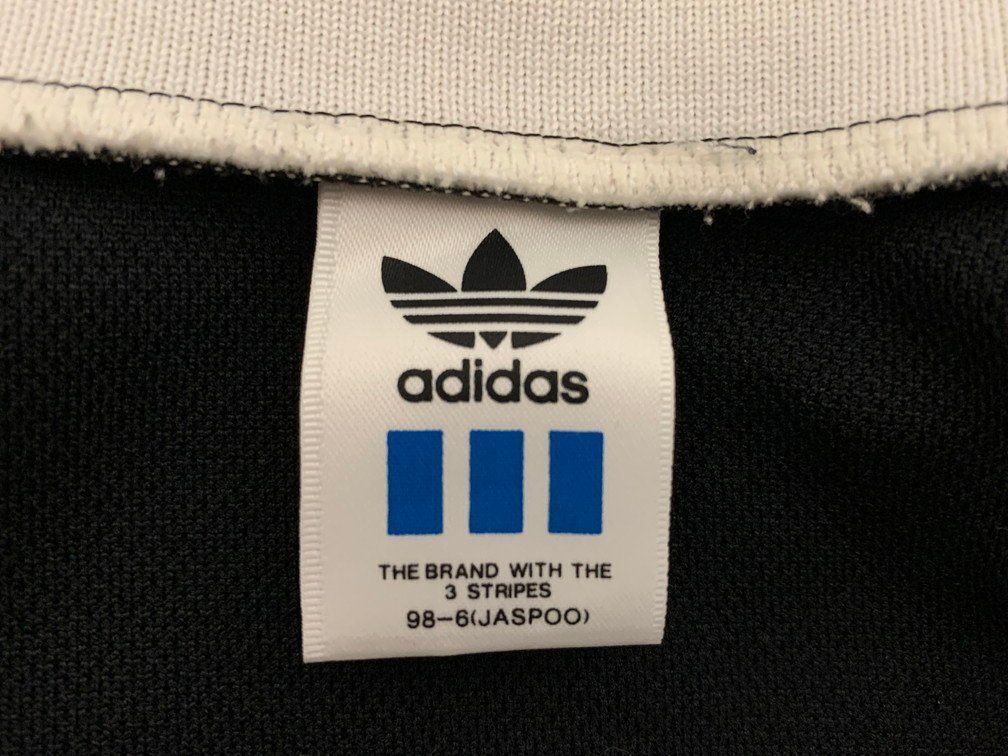 adidas
THE BRAND WITH THE
3 STRIPES
98-6(JASPOO)